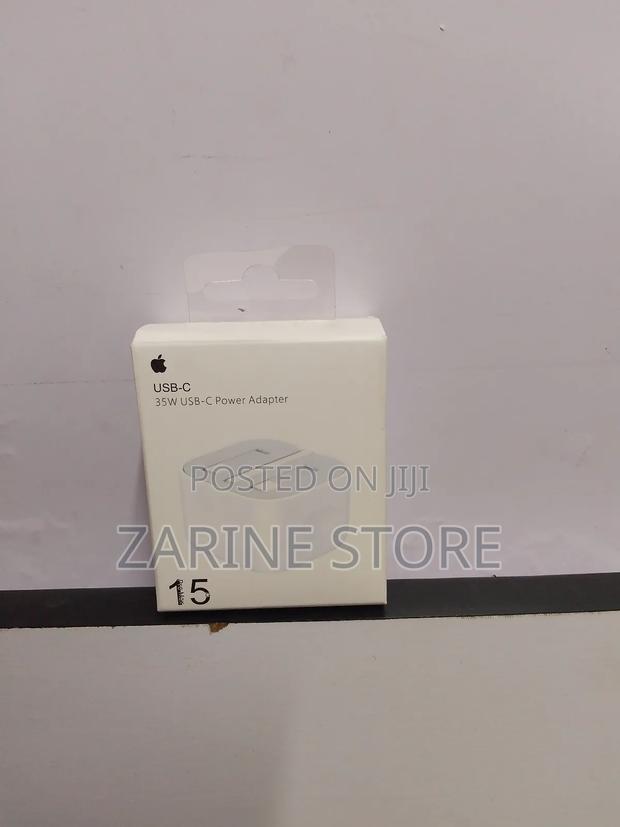 USB-C
35W USB-C Power Adapter
POSTED ON JIJI
ZARINE STORE
15